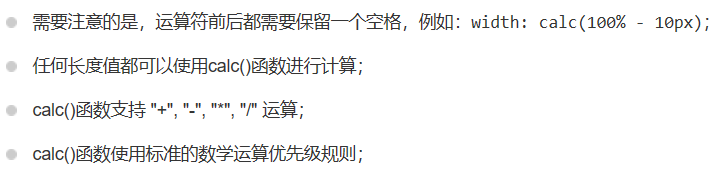 需要注意的是，运算符前后都需要保留一个空格，例如：width: calc(100% - 10px);
任何长度值都可以使用calc()函数进行计算；
calc()函数支持 "+", "-", "*", "/" 运算；
calc()函数使用标准的数学运算优先级规则；